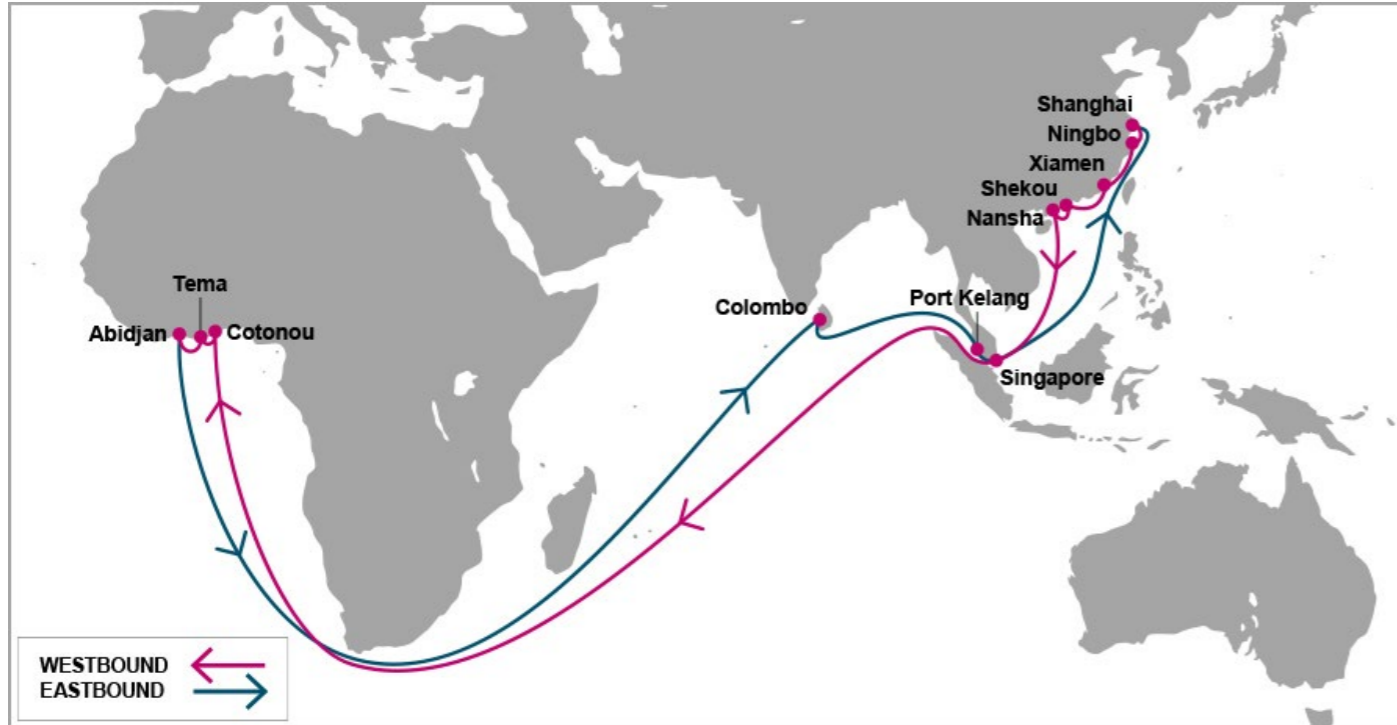 Shanghai
Ningbo
Xiamen
Shekou
Nansha
Tema
Abidjan
Cotonou
Colombo
Port Kelang
Singapore
WESTBOUND
EASTBOUND